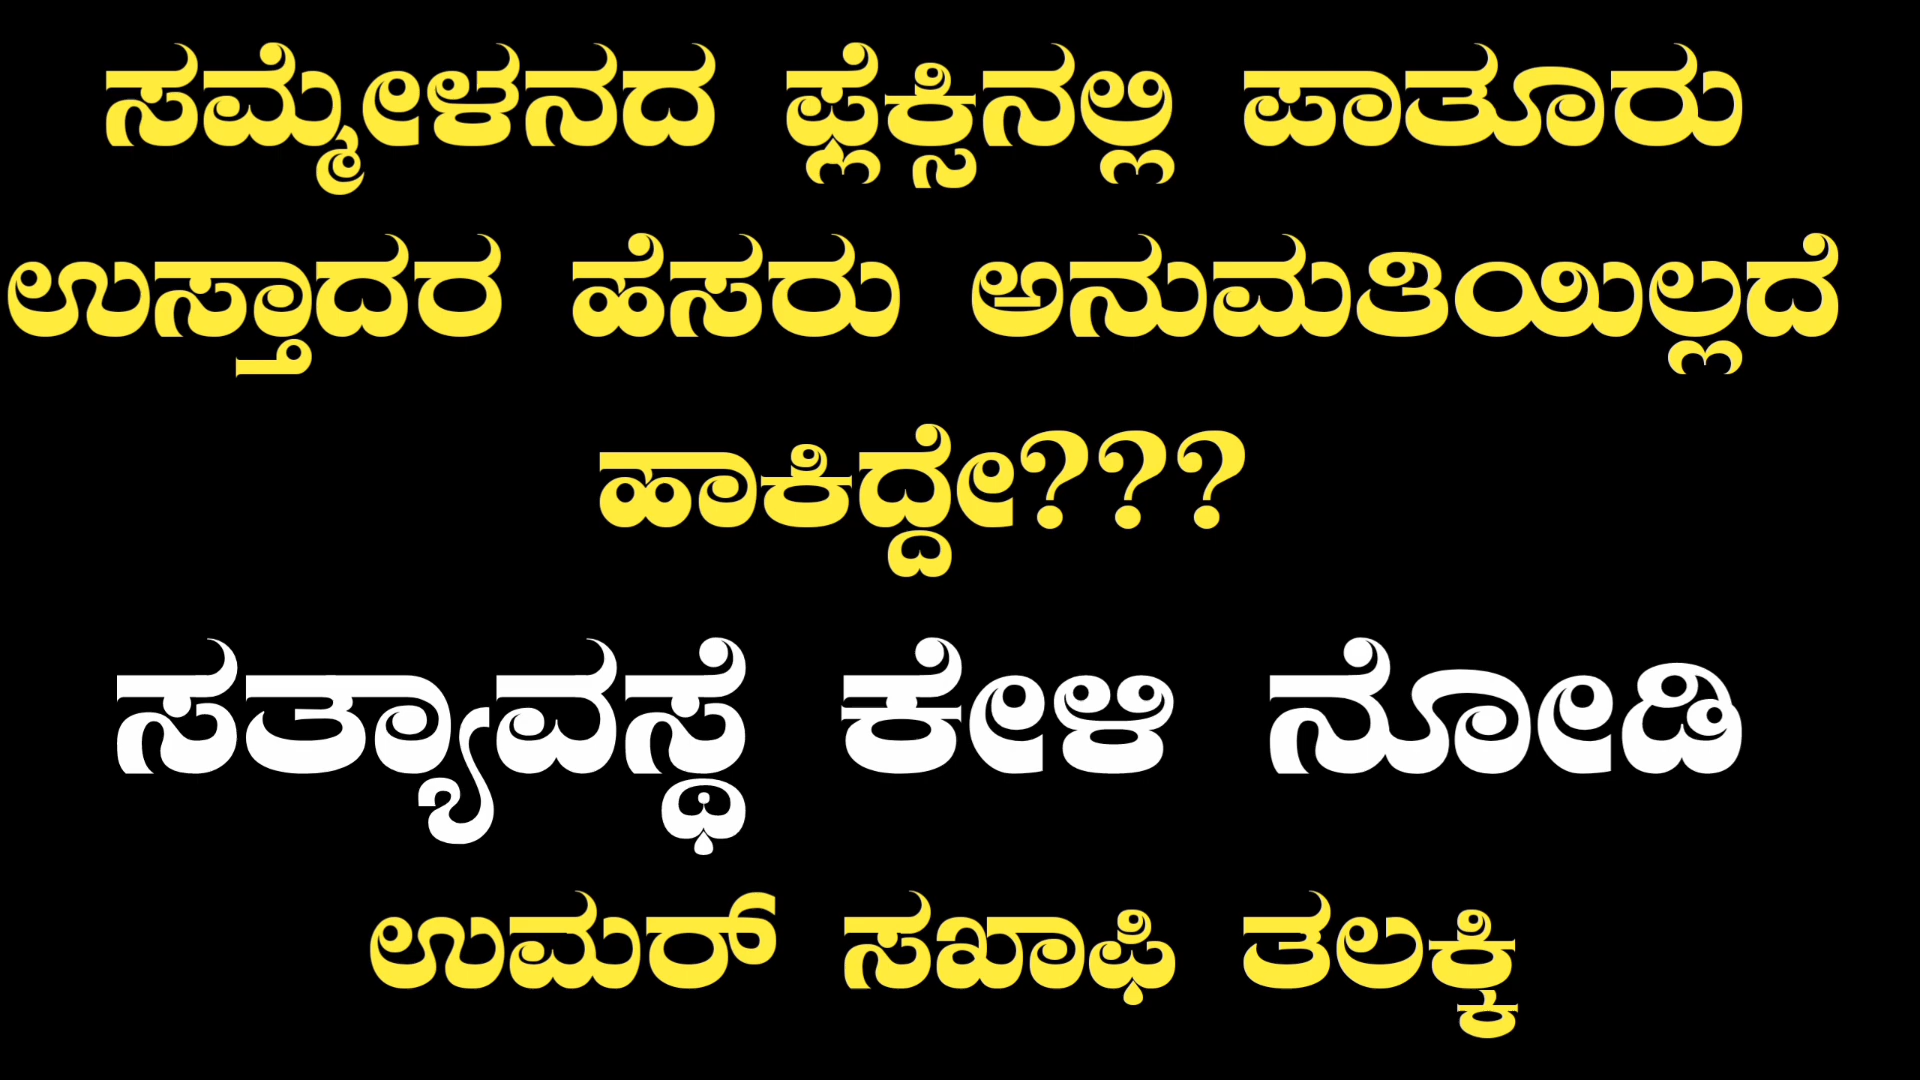 ಸಮ್ಮೇಳನದ ಫ್ಲೆಕ್ಸಿನಲ್ಲಿ ಪಾತೂರು
ಉಸ್ತಾದರ ಹೆಸರು ಅನುಮತಿಯಿಲ್ಲದೆ
ಹಾಕಿದ್ದೇ???
ಸತ್ಯಾವಸ್ಥೆ ಕೇಳಿ ನೋಡಿ
ಉಮರ್ ಸಖಾಫಿ ತಲಕ್ಕಿ